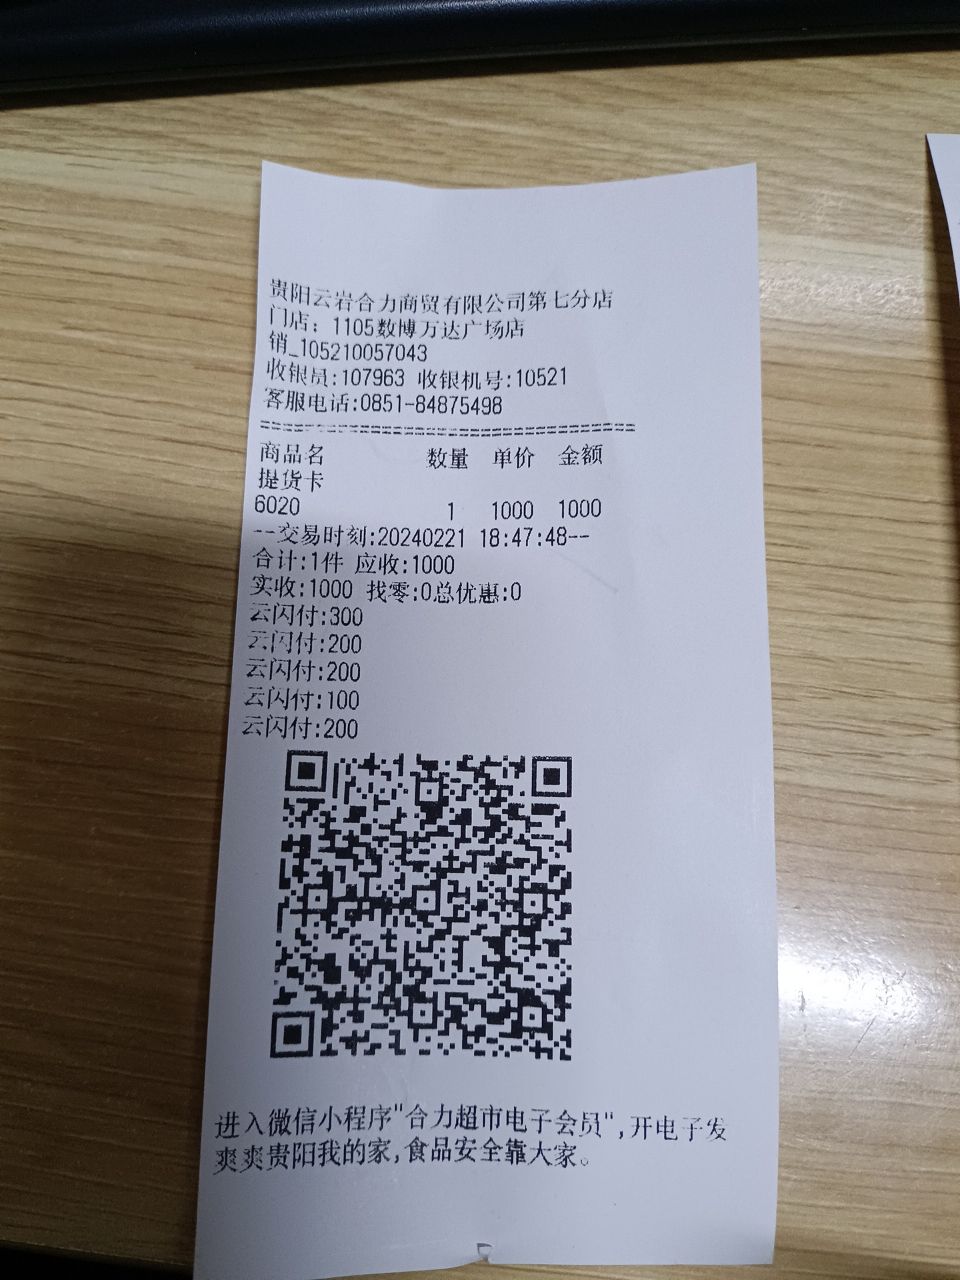 贵阳云岩合力商贸有限公司第七分店
门店：1105数博万达广场店
销_105210057043
收银员:107963 收银机号:10521
客服电话:0851-84875498
===================================
商品名 数量 单价 金额
提货卡
6020 1 1000 1000
--交易时刻:20240221 18:47:48--
合计:1件 应收:1000
实收:1000 找零:0总优惠:0
云闪付:300
云闪付:200
云闪付:200
云闪付:100
云闪付:200
进入微信小程序"合力超市电子会员",开电子发
爽爽贵阳我的家,食品安全靠大家。